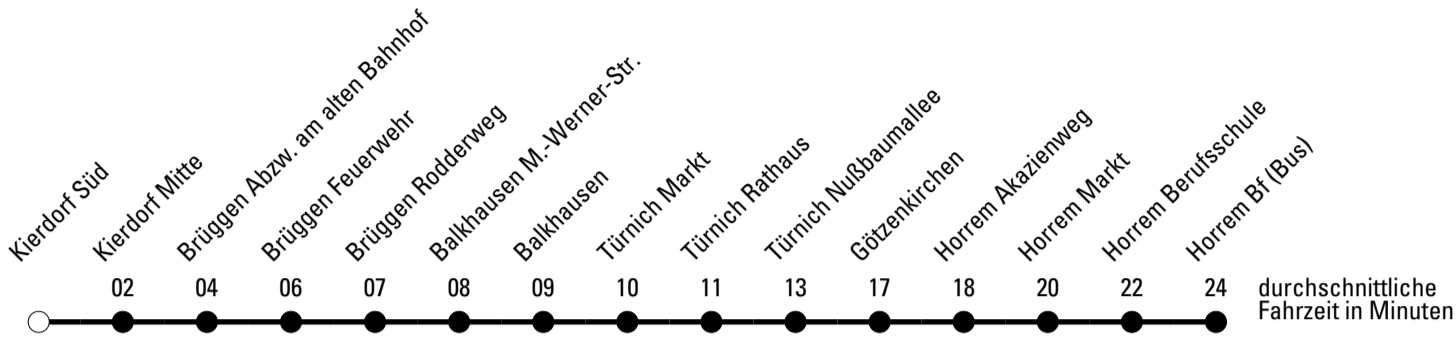 Kierdorf Süd
Kierdorf Mitte
Brüggen Abzw. am alten Bahnhof
Brüggen Feuerwehr
Brüggen Rodderweg
Balkhausen M.-Werner-Str.
Balkhausen
Türnich Markt
Türnich Rathaus
Türnich Nußbaumallee
Götzenkirchen
Horrem Akazienweg
Horrem Markt
Horrem Berufsschule
Horrem Bf (Bus)
02 04 06 07 08 09 10 11 13 17 18 20 22 24
durchschnittliche
Fahrzeit in Minuten